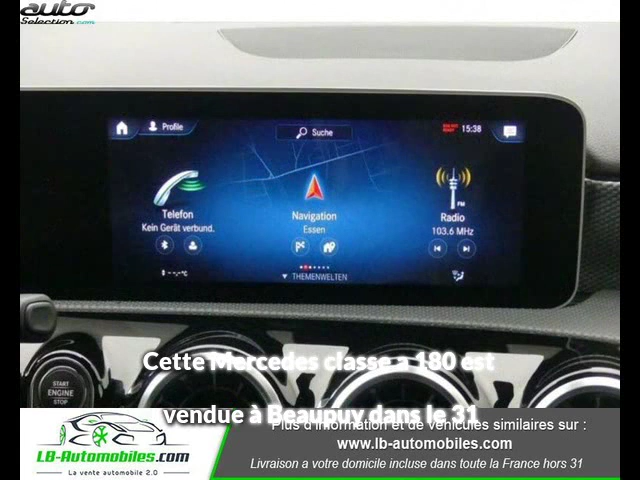 auto
Selection.com
Profile
Suche
15:38
Telefon
Kein Gerät verbund.
Navigation
Essen
Radio
103.6 MHz
FM
THEMENWELTEN
START
ENGINE
STOP
Cette Mercedes classe a 180 est
vendue à Beaupuy dans le 31
Plus d'information et de véhicules similaires sur :
www.lb-automobiles.com
Livraison a votre domicile incluse dans toute la France hors 31
LB-Automobiles.com
La vente automobile 2.0